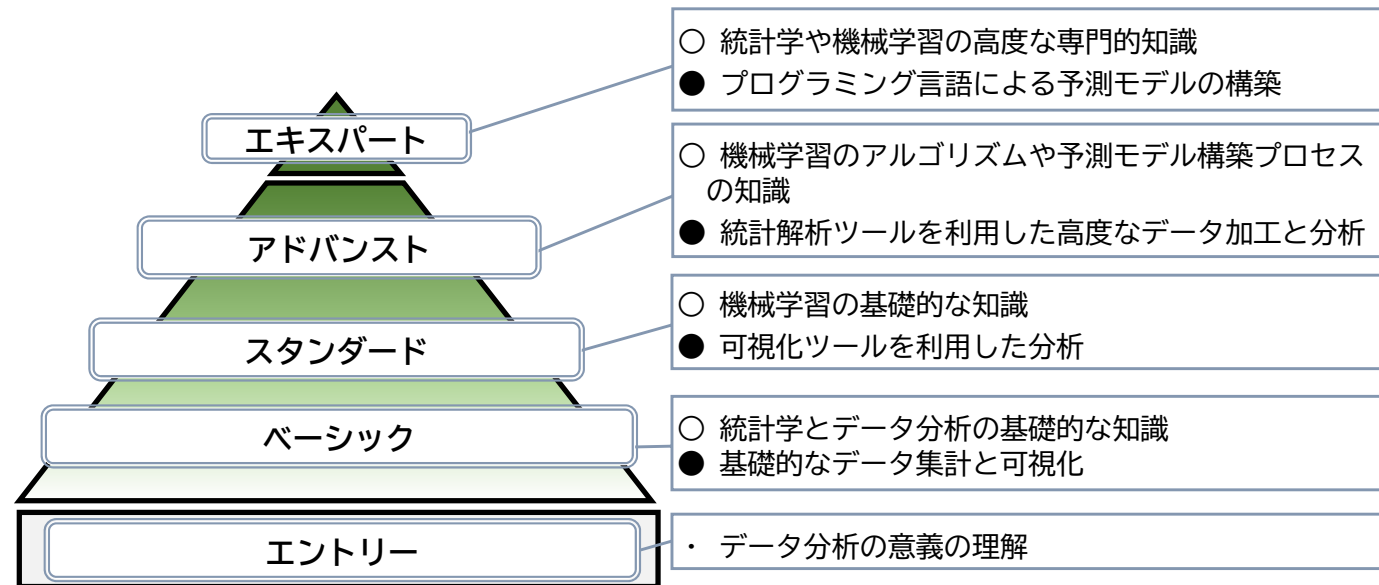 エキスパート
○ 統計学や機械学習の高度な専門的知識
● プログラミング言語による予測モデルの構築
アドバンスト
○ 機械学習のアルゴリズムや予測モデル構築プロセス
の知識
● 統計解析ツールを利用した高度なデータ加工と分析
スタンダード
○ 機械学習の基礎的な知識
● 可視化ツールを利用した分析
ベーシック
○ 統計学とデータ分析の基礎的な知識
● 基礎的なデータ集計と可視化
エントリー
・ データ分析の意義の理解